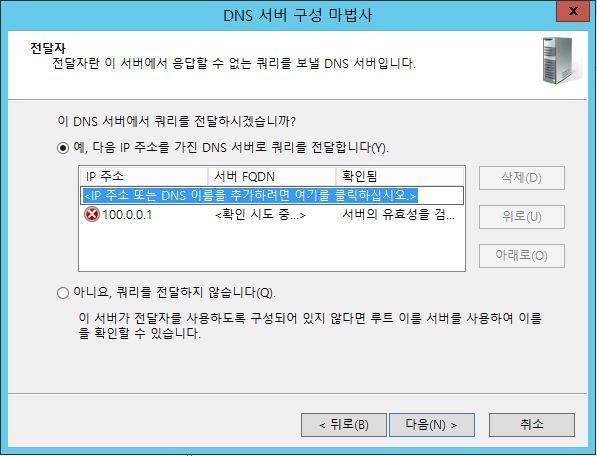 DNS 서버 구성 마법사
x
전달자
전달자란 이 서버에서 응답할 수 없는 쿼리를 보낼 DNS 서버입니다.
이 DNS 서버에서 쿼리를 전달하시겠습니까?
예, 다음 IP 주소를 가진 DNS 서버로 쿼리를 전달합니다(Y).
IP 주소 서버 FQDN 확인됨
<IP 주소 또는 DNS 이름을 추가하려면 여기를 클릭하십시오.>
100.0.0.1 <확인 시도 중...> 서버의 유효성을 검...
삭제(D)
위로(U)
아래로(O)
아니요, 쿼리를 전달하지 않습니다(Q).
이 서버가 전달자를 사용하도록 구성되어 있지 않다면 루트 이름 서버를 사용하여 이름
을 확인할 수 있습니다.
< 뒤로(B) 다음(N) > 취소